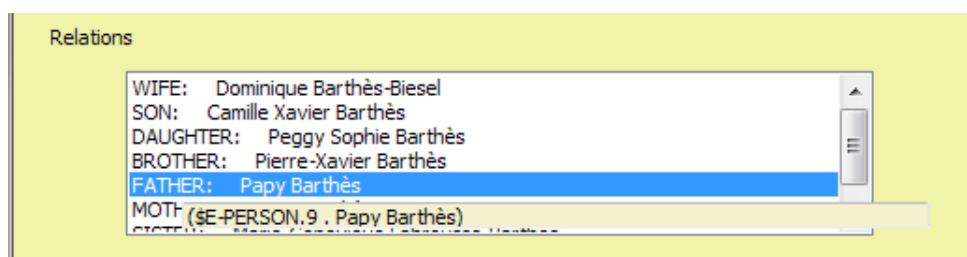 Relations
WIFE: Dominique Barthès-Biesel
SON: Camille Xavier Barthès
DAUGHTER: Peggy Sophie Barthès
BROTHER: Pierre-Xavier Barthès
FATHER: Papy Barthès
($E-PERSON.9 . Papy Barthès)